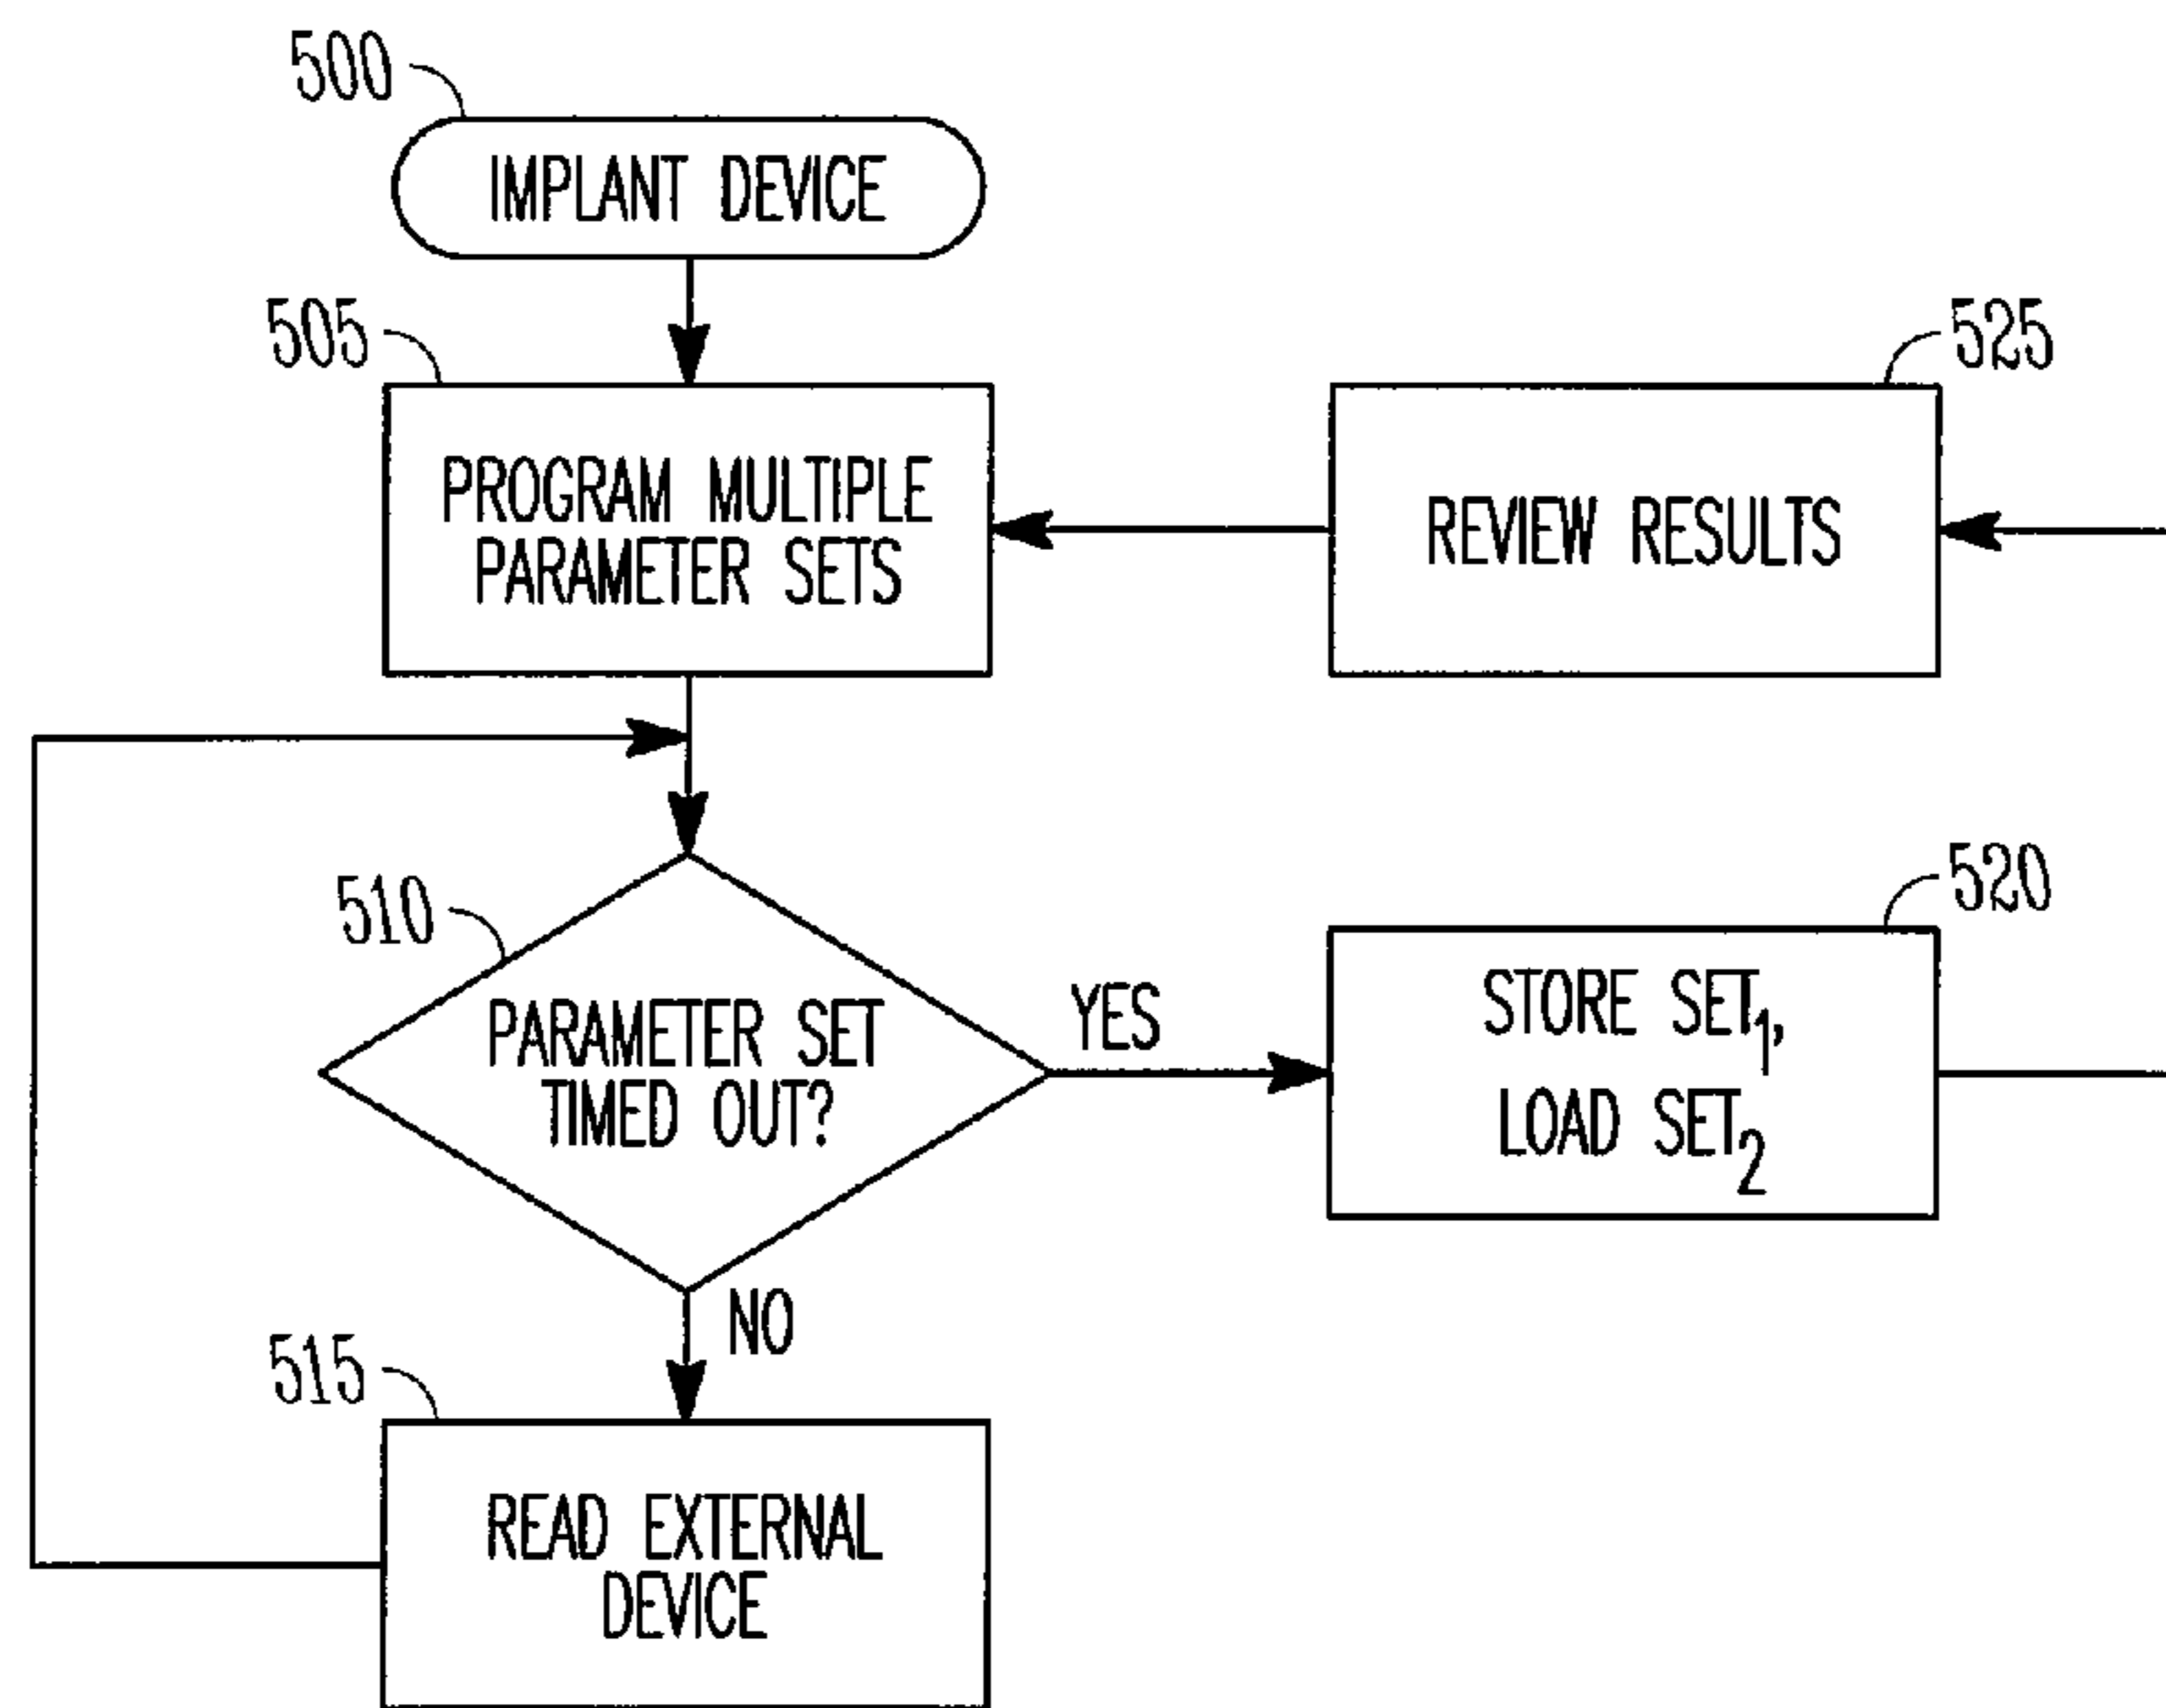 500
IMPLANT DEVICE
505
PROGRAM MULTIPLE
PARAMETER SETS
525
REVIEW RESULTS
510
PARAMETER SET
TIMED OUT?
YES
520
STORE SET1,
LOAD SET2
NO
515
READ EXTERNAL
DEVICE